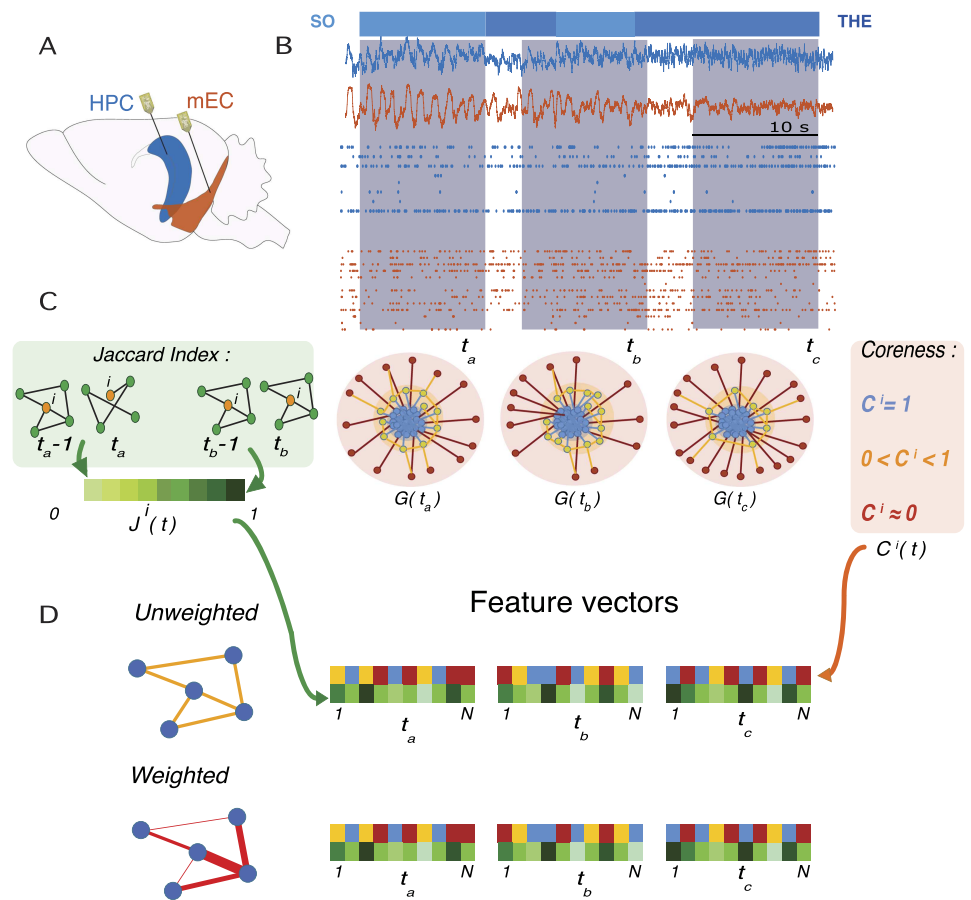 A
HPC
mEC
B
SO
THE
10 s
t a
t b
t c
C
Jaccard Index :
i
i
i
i
t a -1
t a
t b -1
t b
0
J i (t)
1
G( t a )
G( t b )
G( t c )
Coreness :
C i = 1
0 < C i < 1
C i ≈ 0
C i ( t )
D
Unweighted
Feature vectors
1 t a N
1 t b N
1 t c N
Weighted
1 t a N
1 t b N
1 t c N